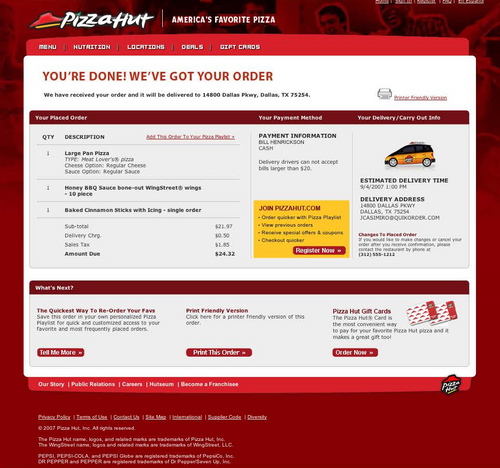 Home | Sign In | Register | FAQ | En Español
Pizza Hut AMERICA'S FAVORITE PIZZA
MENU | NUTRITION | LOCATIONS | DEALS | GIFT CARDS
YOU'RE DONE! WE'VE GOT YOUR ORDER
We have received your order and it will be delivered to 14800 Dallas Pkwy, Dallas, TX 75254.
Printer Friendly Version
Your Placed Order
QTY DESCRIPTION Add This Order To Your Pizza Playlist »
1 Large Pan Pizza
TYPE: Meat Lover's® pizza
Cheese Option: Regular Cheese
Sauce Option: Regular Sauce
1 Honey BBQ Sauce bone-out WingStreet® wings
- 10 piece
1 Baked Cinnamon Sticks with Icing - single order
Sub-total $21.97
Delivery Chrg. $0.50
Sales Tax $1.85
Amount Due $24.32
Your Payment Method
PAYMENT INFORMATION
BILL HENRICKSON
CASH
Delivery drivers can not accept
bills larger than $20.
JOIN PIZZAHUT.COM
• Order quicker with Pizza Playlist
• View previous orders
• Receive special offers & coupons
• Checkout quicker
Register Now »
Your Delivery/Carry Out Info
ESTIMATED DELIVERY TIME
9/4/2007 1:00 PM
DELIVERY ADDRESS
14800 DALLAS PKWY
DALLAS, TX 75254
JCASIMIRO@QUIKORDER.COM
Changes To Placed Order
If you would like to make changes or cancel your
order after you receive confirmation, please
contact the restaurant by phone at
(312) 555-1212
What's Next?
The Quickest Way To Re-Order Your Favs
Save this order in your own personalized Pizza
Playlist for quick and customized access to your
favorite and most frequently placed orders.
Tell Me More »
Print Friendly Version
Click here for a printer friendly version of this
order.
Print This Order »
Pizza Hut Gift Cards
The Pizza Hut® Card is
the most convenient way
to pay for your favorite Pizza Hut pizza and it
makes a great gift too!
Order Now »
Our Story | Public Relations | Careers | Hutseum | Become a Franchisee
Pizza Hut
Privacy Policy | Terms of Use | Contact Us | Site Map | International | Supplier Code | Diversity
© 2007 Pizza Hut, Inc. All rights reserved.
The Pizza Hut name, logos, and related marks are trademarks of Pizza Hut, Inc.
The WingStreet name, logos and related marks are trademarks of WingStreet, LLC.
PEPSI, PEPSI-COLA, and PEPSI Globe are registered trademarks of PepsiCo, Inc.
DR PEPPER and PEPPER are registered trademarks of Dr Pepper/Seven Up, Inc.